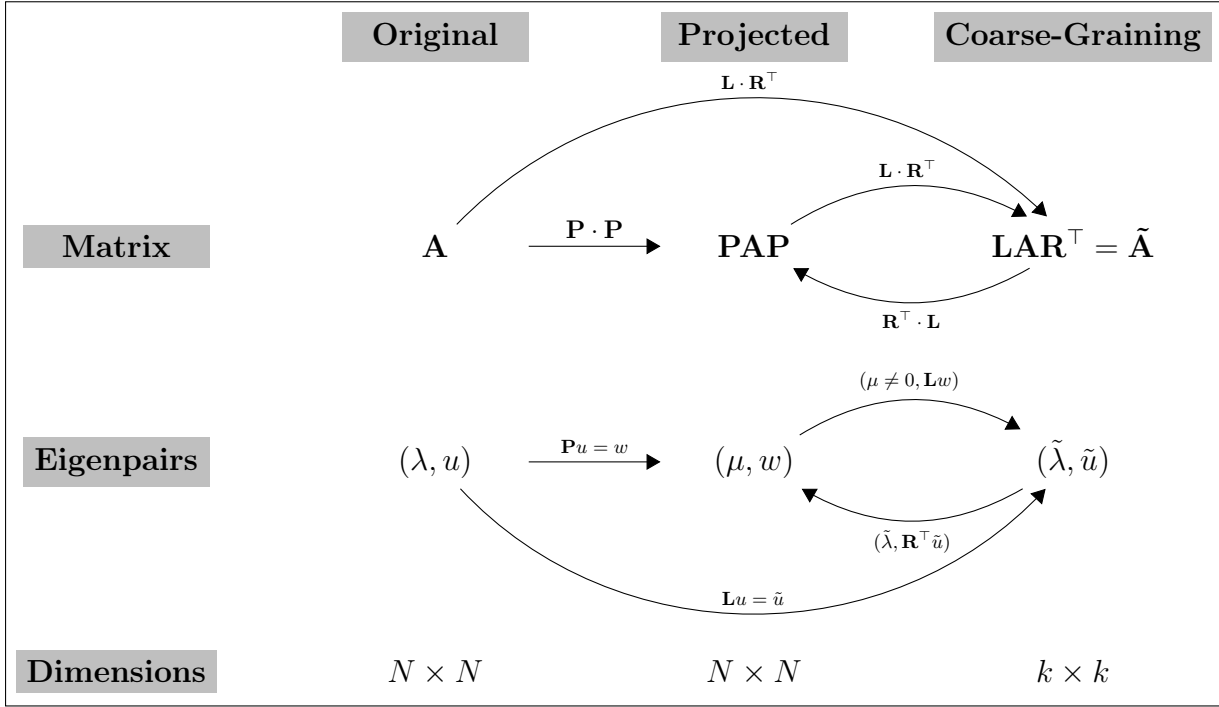 Original Projected Coarse-Graining
L · R⊤
L · R⊤
Matrix A P · P PAP LAR⊤ = Ã
R⊤ · L
(μ ≠ 0, Lw)
Eigenpairs (λ, u) Pu = w (μ, w) (λ̃, ũ)
(λ̃, R⊤ũ)
Lu = ũ
Dimensions N × N N × N k × k